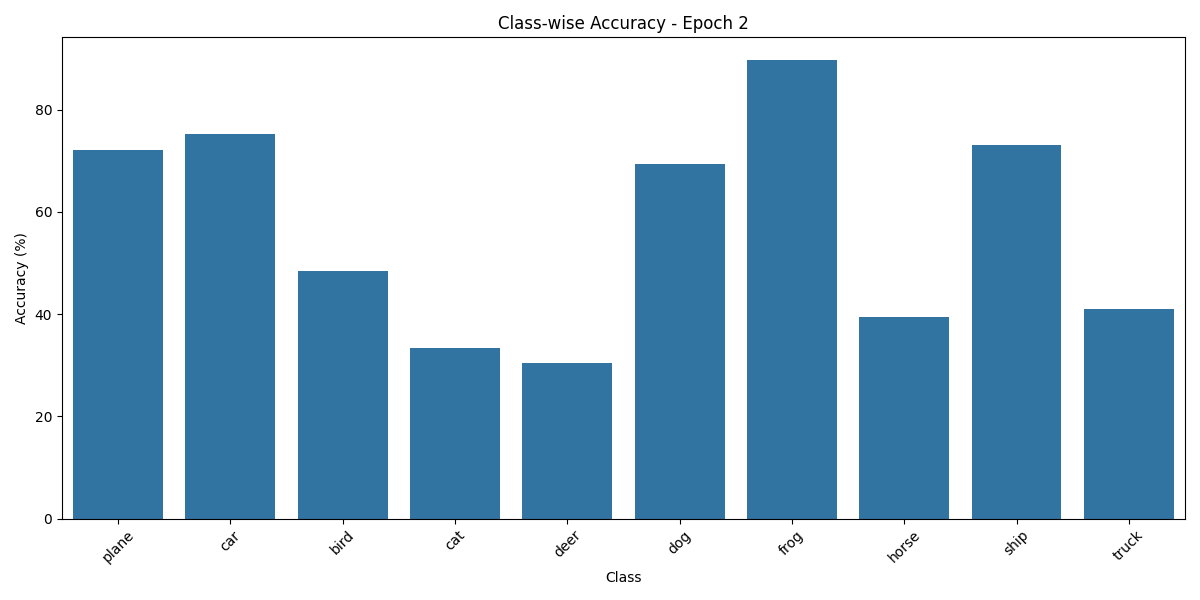 Class-wise Accuracy - Epoch 2
Accuracy (%)
80
60
40
20
0
plane
car
bird
cat
deer
dog
frog
horse
ship
truck
Class